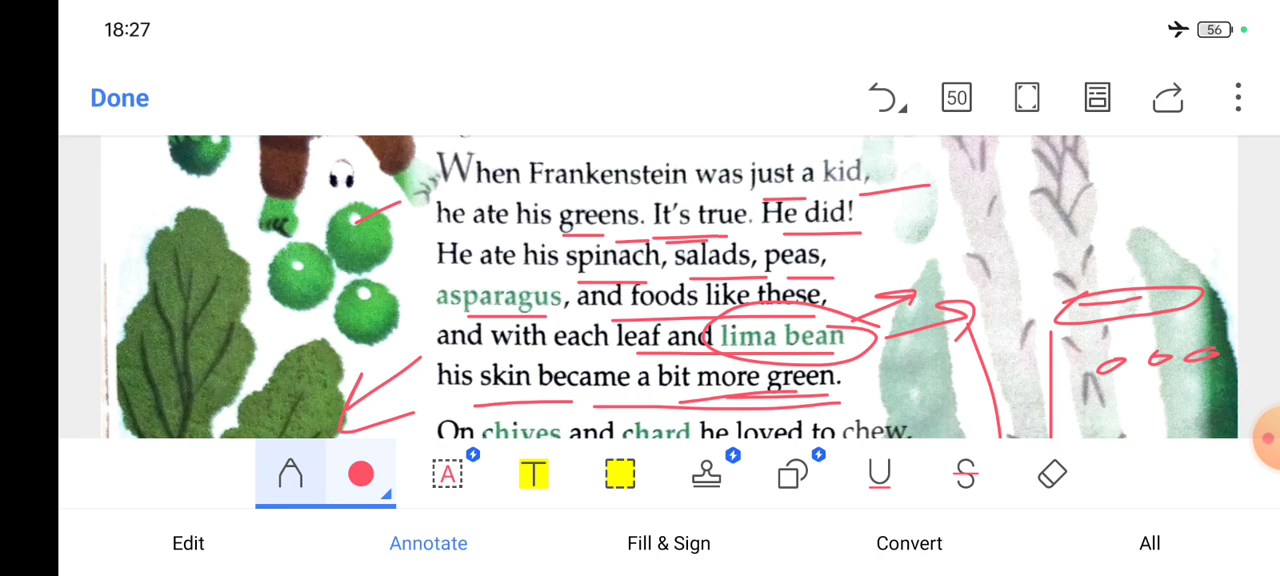 18:27
56
Done
50
When Frankenstein was just a kid,
he ate his greens. It's true. He did!
He ate his spinach, salads, peas,
asparagus, and foods like these,
and with each leaf and lima bean
his skin became a bit more green.
On chives and chard he loved to chew.
A
T
U
S
Edit
Annotate
Fill & Sign
Convert
All